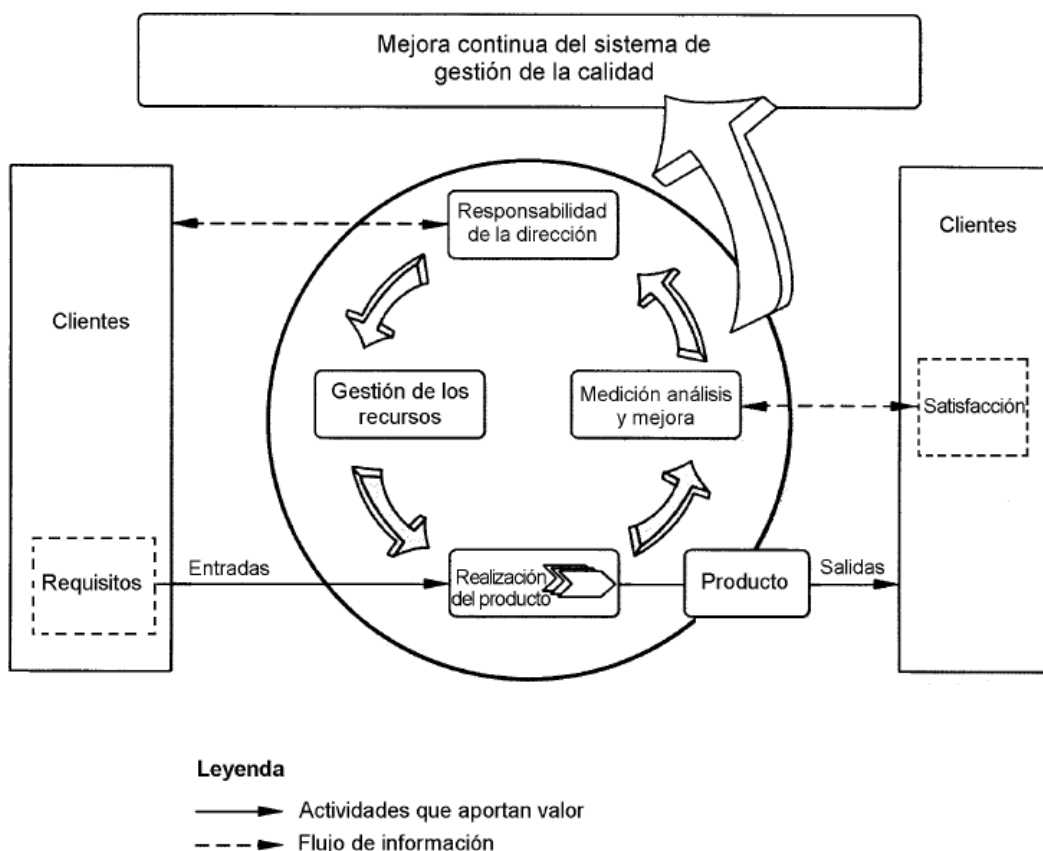 Mejora continua del sistema de
gestión de la calidad
Responsabilidad
de la dirección
Clientes
Clientes
Gestión de los
recursos
Medición análisis
y mejora
Satisfacción
Requisitos
Entradas
Realización
del producto
Producto
Salidas
Leyenda
Actividades que aportan valor
Flujo de información